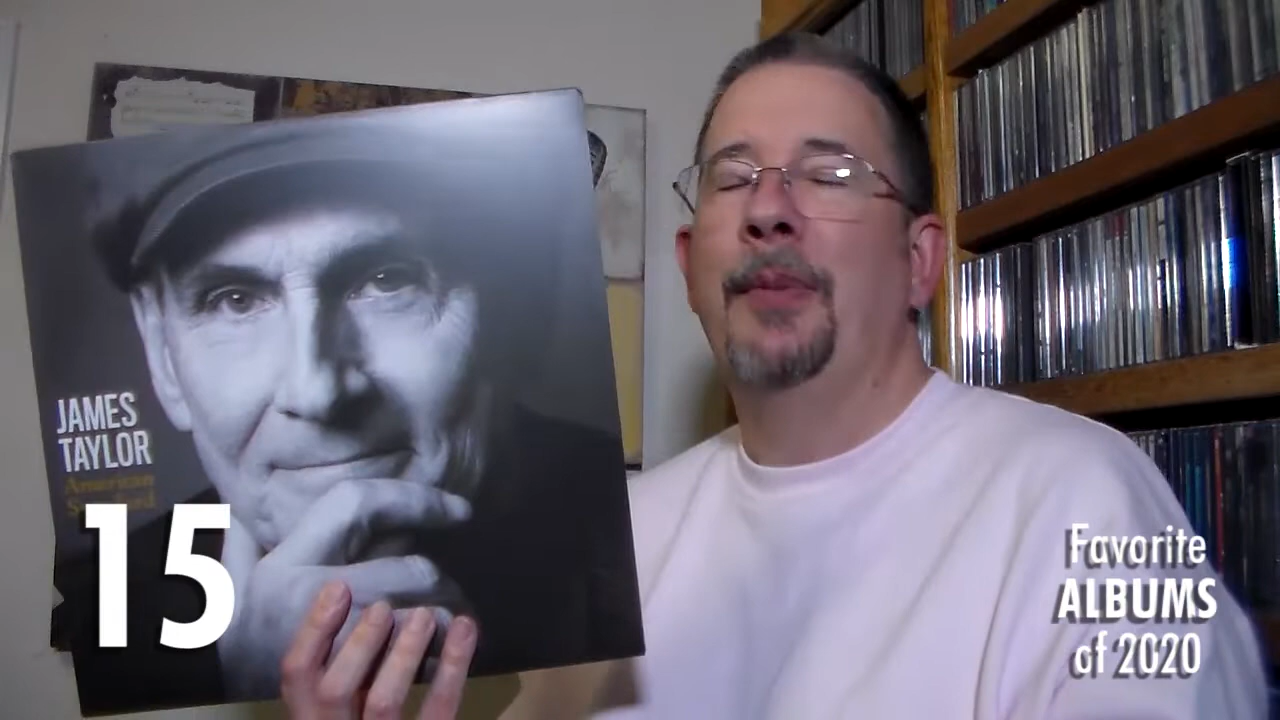 JAMES
TAYLOR
American
Standard
15
Favorite
ALBUMS
of 2020